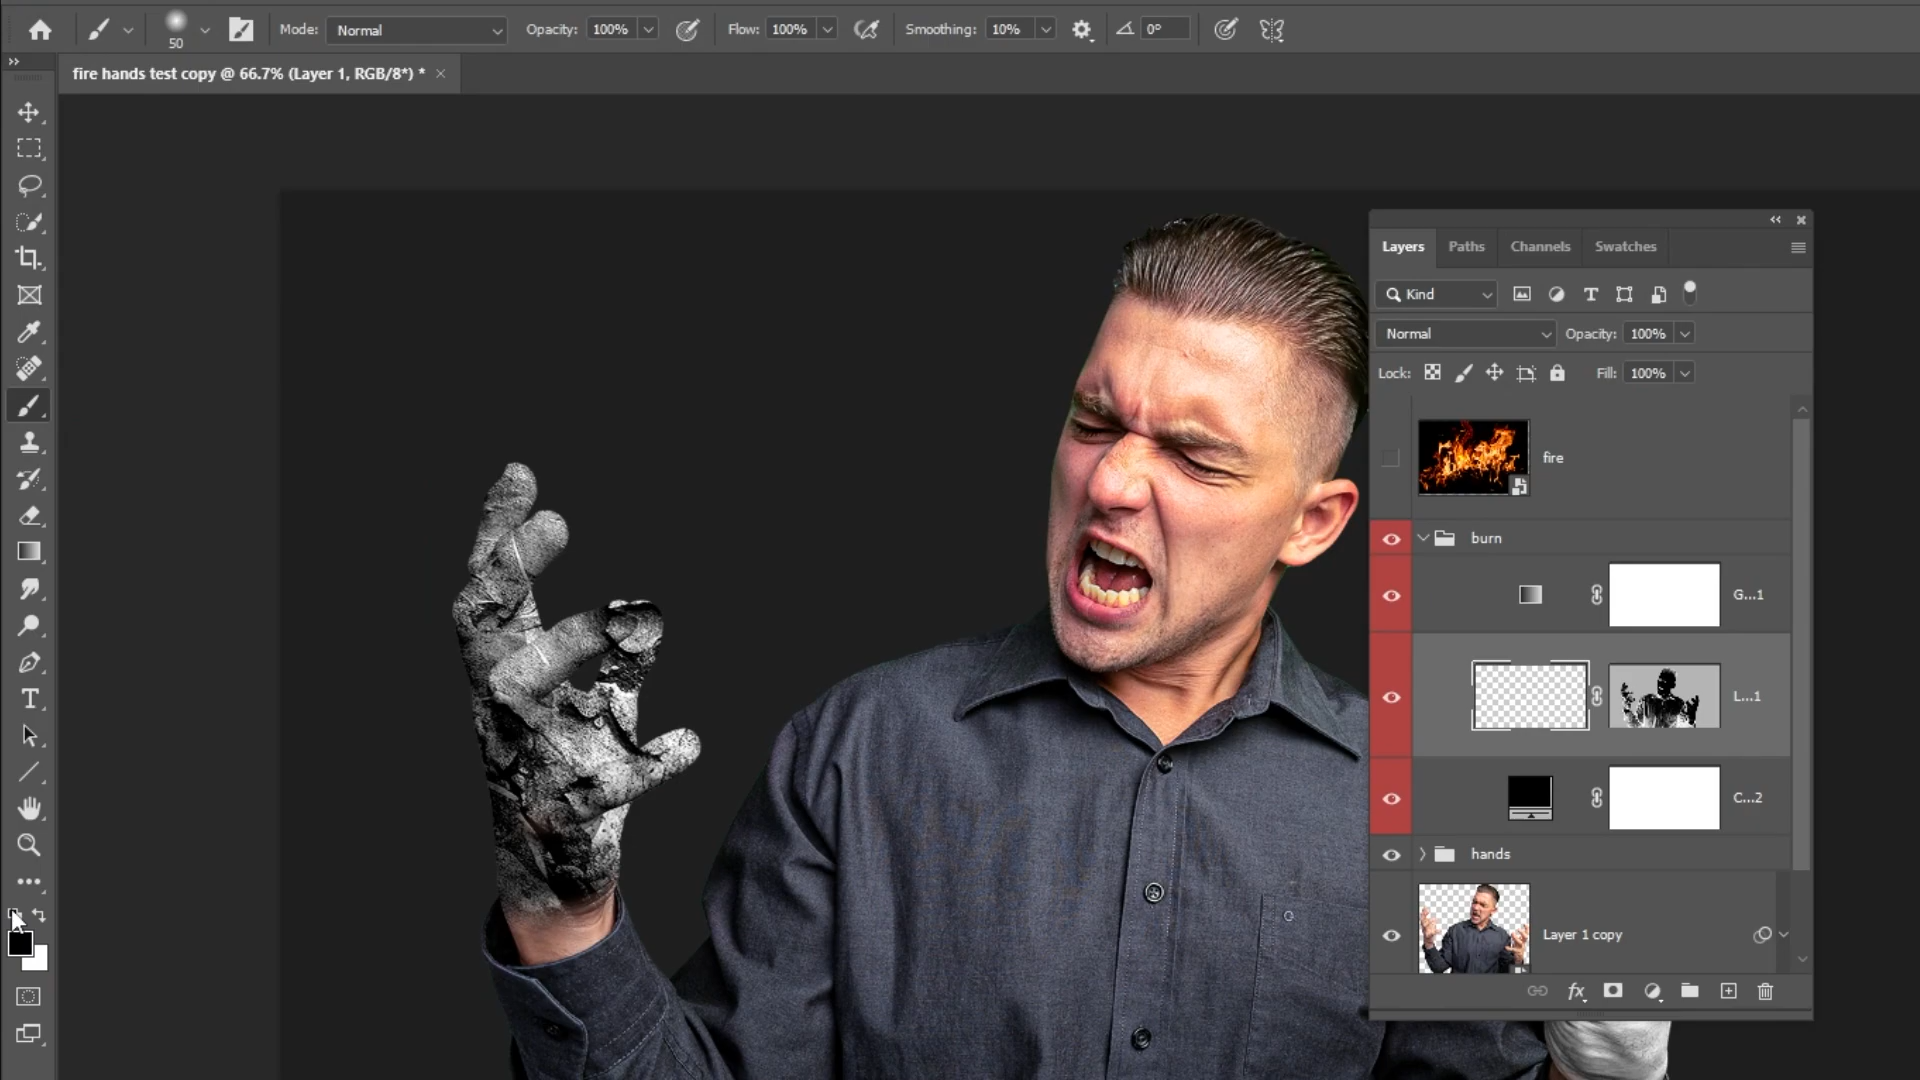 50
Mode: Normal
Opacity: 100%
Flow: 100%
Smoothing: 10%
0°
fire hands test copy @ 66.7% (Layer 1, RGB/8*) *
Layers Paths Channels Swatches
Kind
Normal Opacity: 100%
Lock: Fill: 100%
fire
burn
G...1
L...1
C...2
hands
Layer 1 copy
fx